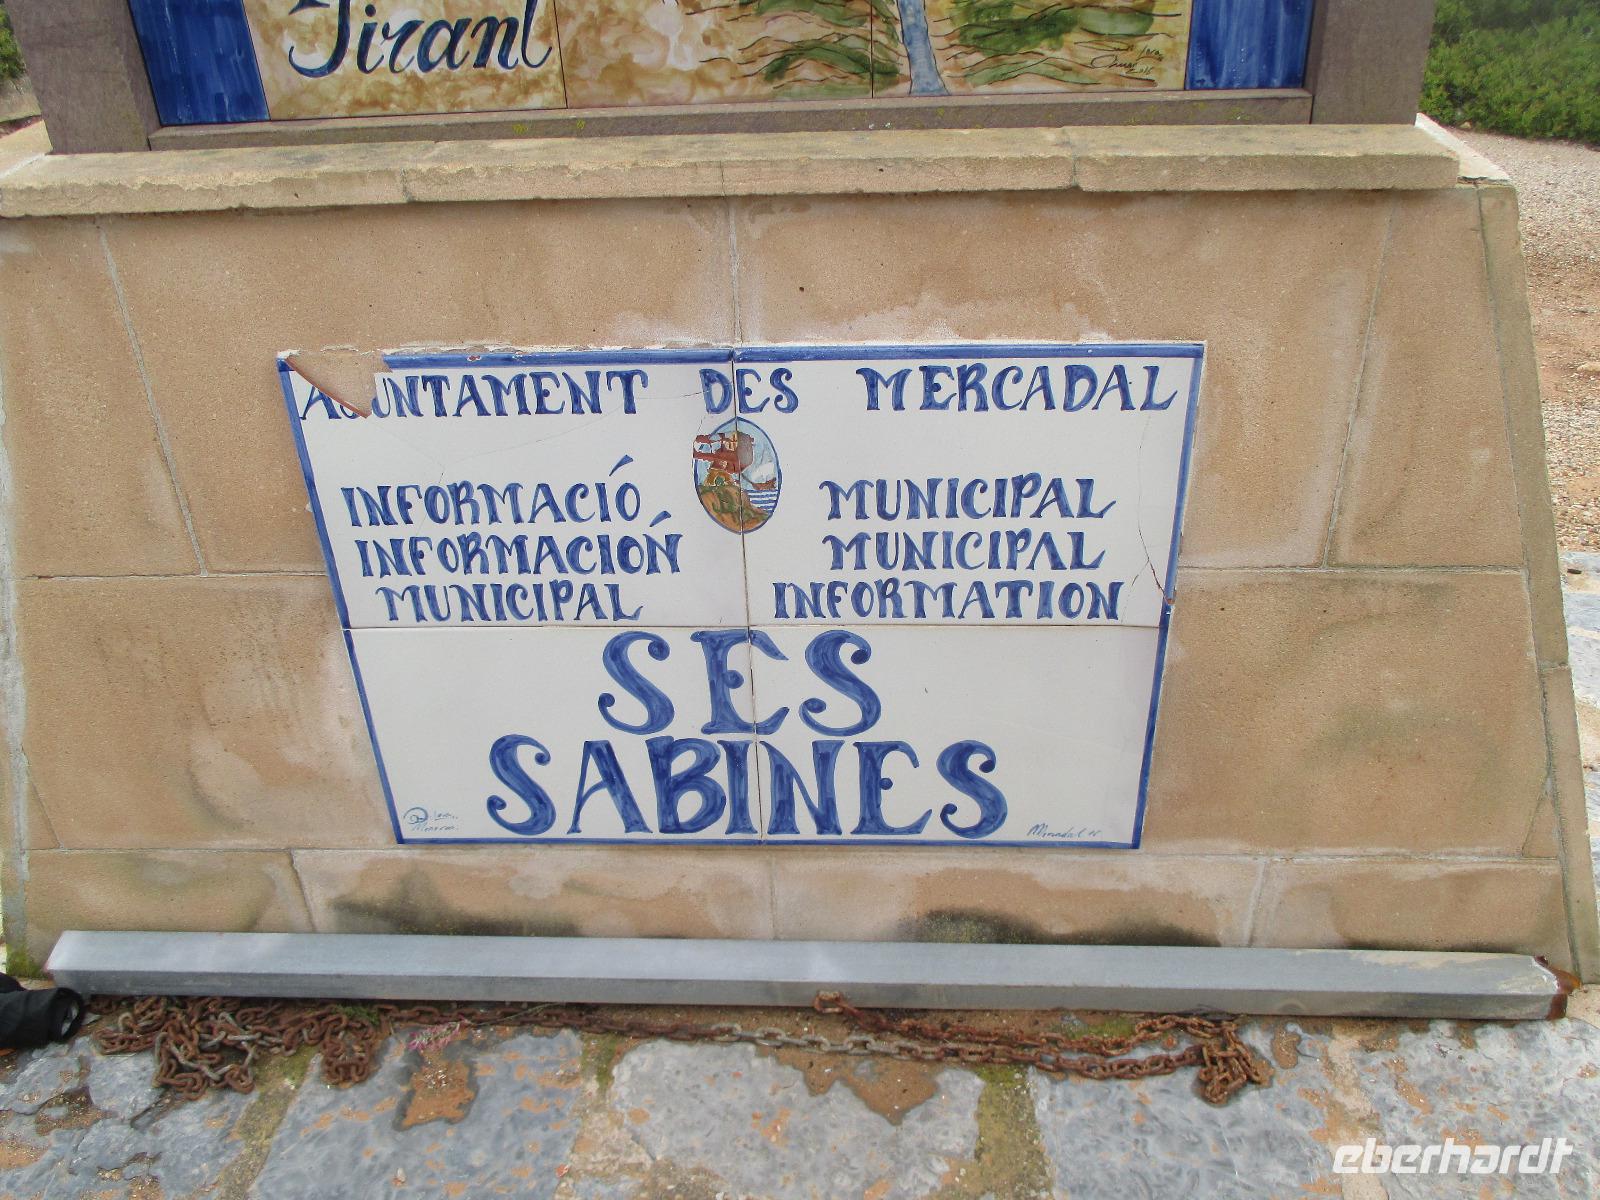 Tirant
AJUNTAMENT DES MERCADAL
INFORMACIÓ MUNICIPAL
INFORMACIÓN MUNICIPAL
MUNICIPAL INFORMATION
SES
SABINES
eberhardt